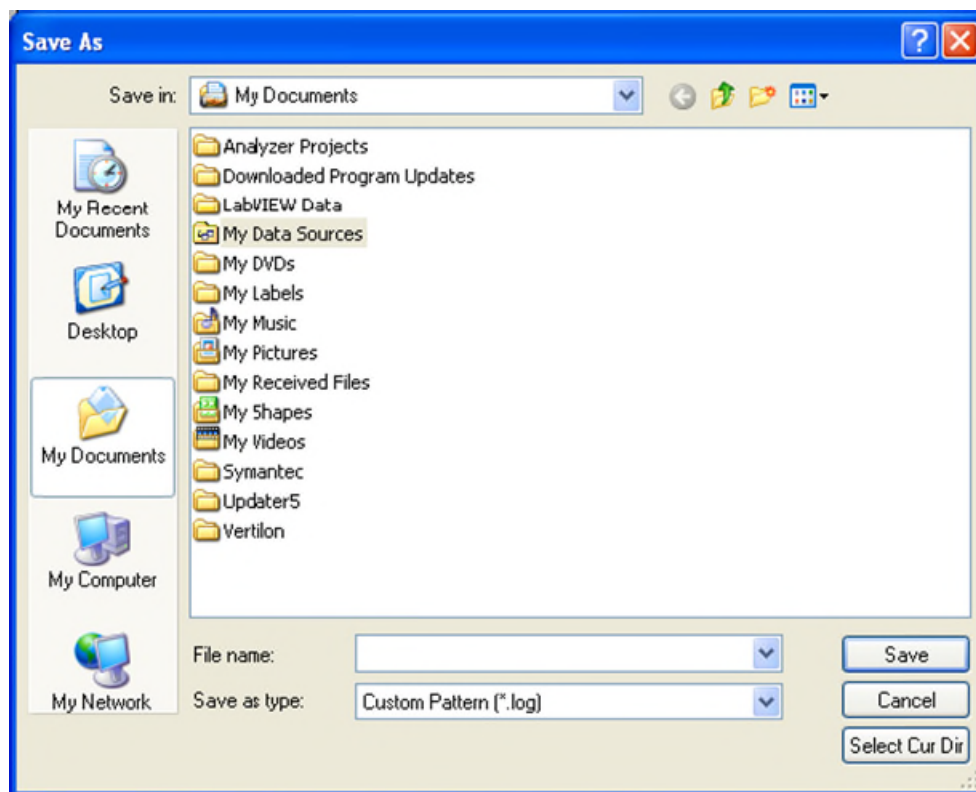 Save As
Save in:
My Documents
My Recent
Documents
Desktop
My Documents
My Computer
My Network
Analyzer Projects
Downloaded Program Updates
LabVIEW Data
My Data Sources
My DVDs
My Labels
My Music
My Pictures
My Received Files
My Shapes
My Videos
Symantec
Updater5
Vertilon
File name:
Save
Save as type:
Custom Pattern (*.log)
Cancel
Select Cur Dir